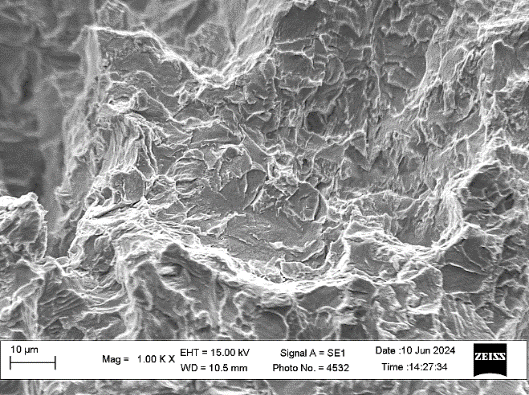 10 µm
Mag = 1.00 K X
EHT = 15.00 kV
WD = 10.5 mm
Signal A = SE1
Photo No. = 4532
Date :10 Jun 2024
Time :14:27:34
ZEISS